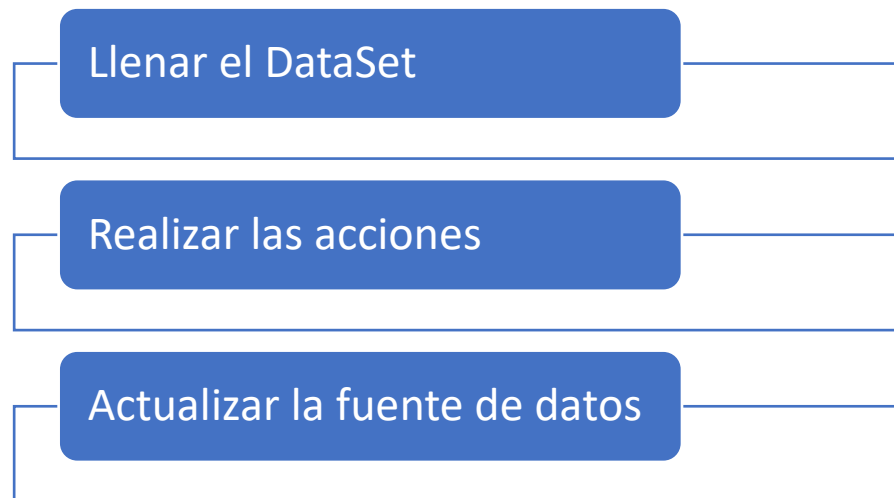 Llenar el DataSet
Realizar las acciones
Actualizar la fuente de datos